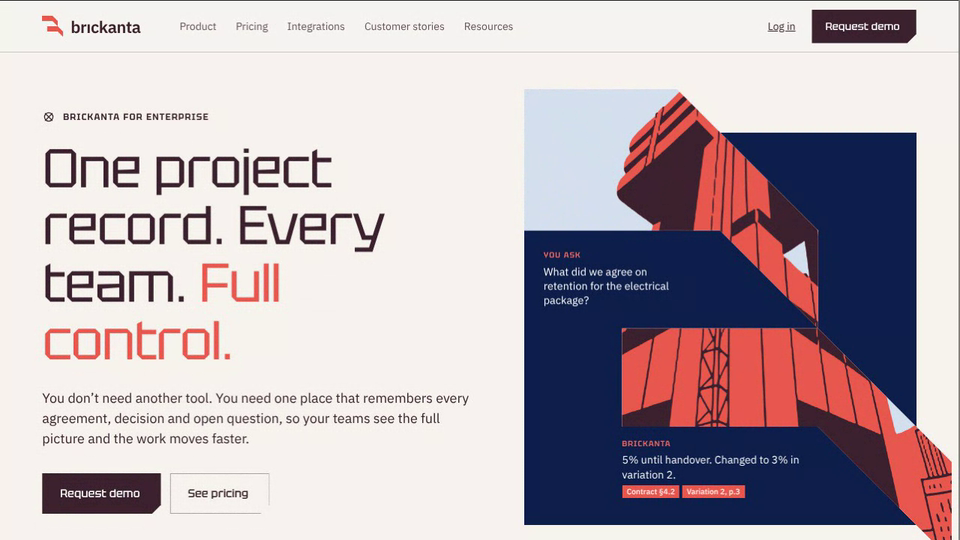 brickanta
Product
Pricing
Integrations
Customer stories
Resources
Log in
Request demo
BRICKANTA FOR ENTERPRISE
One project
record. Every
team. Full
control.
You don’t need another tool. You need one place that remembers every
agreement, decision and open question, so your teams see the full
picture and the work moves faster.
Request demo
See pricing
YOU ASK
What did we agree on
retention for the electrical
package?
BRICKANTA
5% until handover. Changed to 3% in
variation 2.
Contract §4.2
Variation 2, p.3